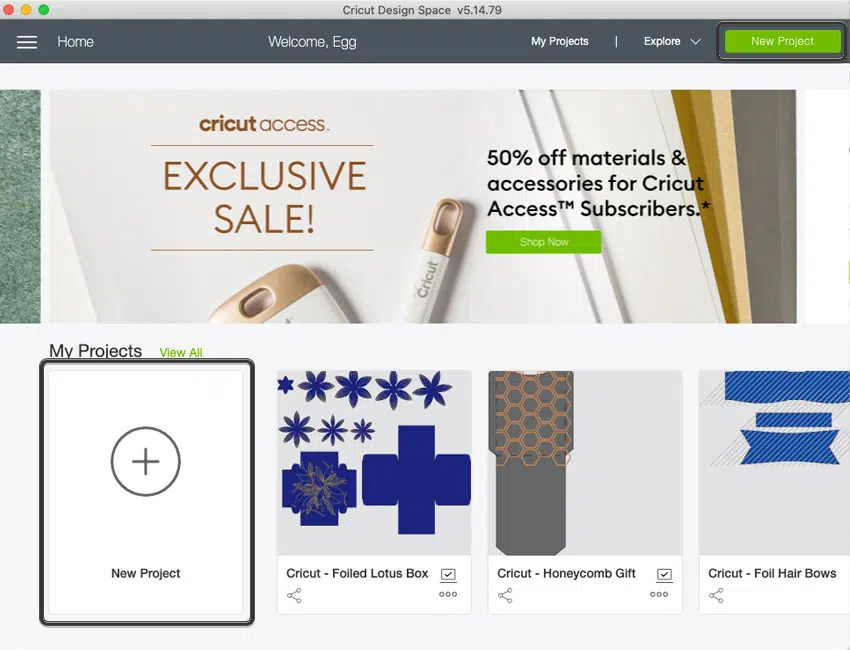 Cricut Design Space v5.14.79
Home
Welcome, Egg
My Projects | Explore
New Project
cricut access™
EXCLUSIVE
SALE!
50% off materials &
accessories for Cricut
Access™ Subscribers.*
Shop Now
Cricut
My Projects View All
New Project
Cricut - Foiled Lotus Box
Cricut - Honeycomb Gift
Cricut - Foil Hair Bows